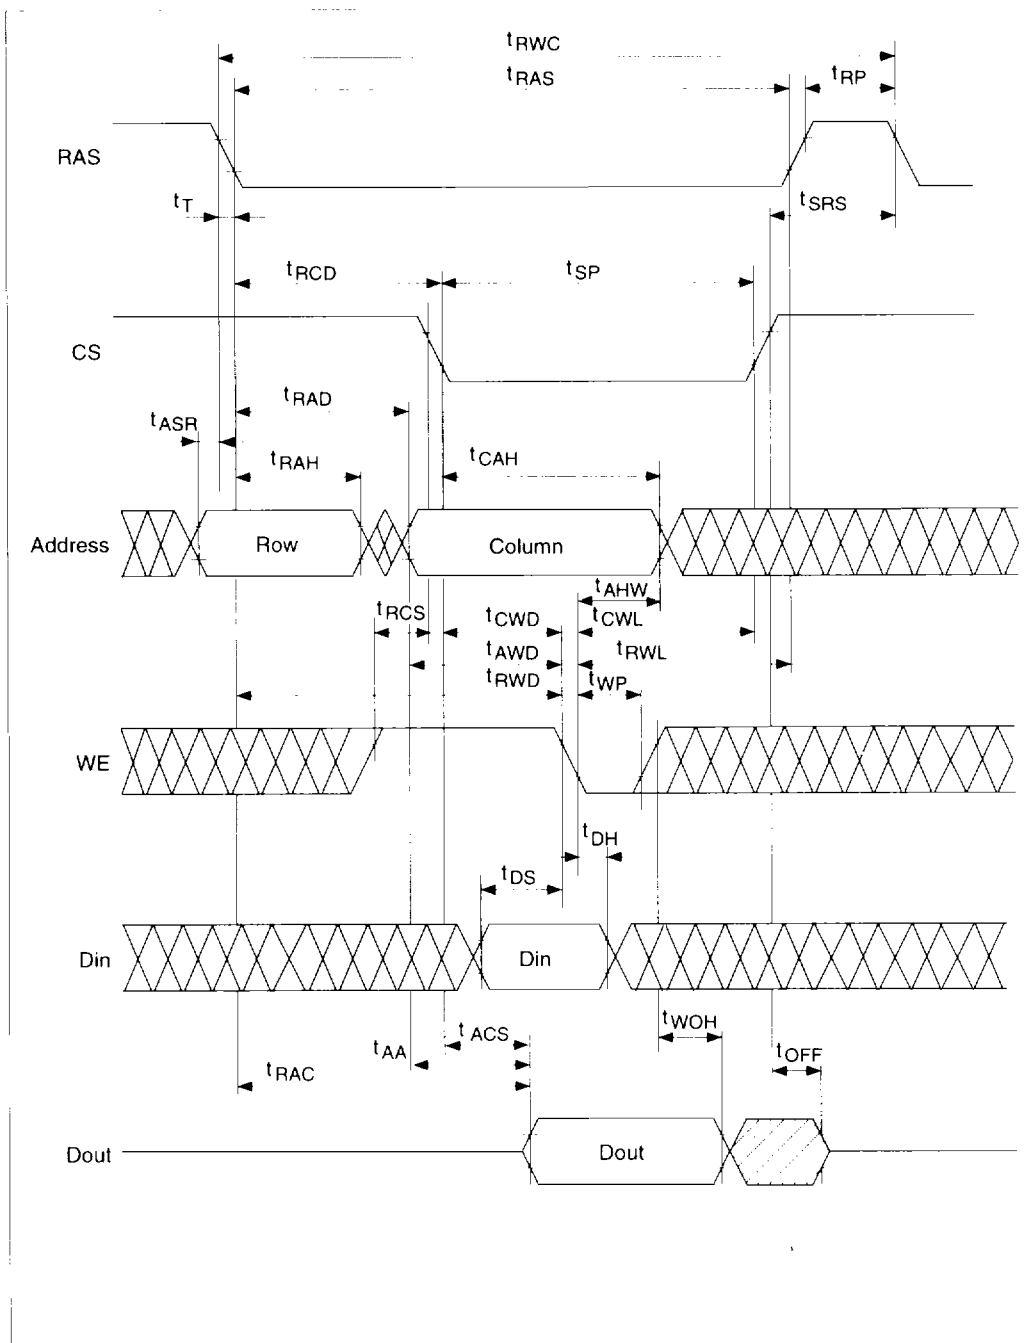 tRWC
tRAS
tRP
RAS
tT
tSRS
tRCD
tSP
CS
tRAD
tASR
tRAH
tCAH
Address
Row
Column
tAHW
tRCS
tCWD
tCWL
tAWD
tRWL
tRWD
tWP
WE
tDH
tDS
Din
Din
tWOH
tACS
tAA
tOFF
tRAC
Dout
Dout